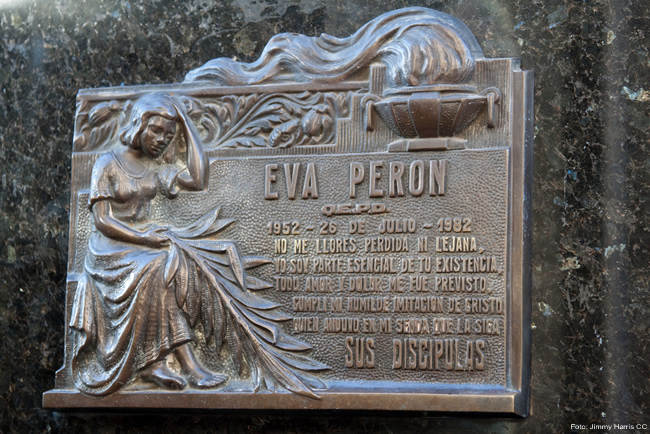 EVA PERON
Q.E.P.D.
1952 - 26 DE JULIO - 1982
NO ME LLORES PERDIDA NI LEJANA,
YO SOY PARTE ESENCIAL DE TU EXISTENCIA,
TODO AMOR Y DOLOR ME FUE PREVISTO,
CUMPLI MI HUMILDE IMITACION DE CRISTO
QUIEN ANDUVO EN MI SENDA QUE LA SIGA
SUS DISCIPULAS
Foto: Jimmy Harris CC